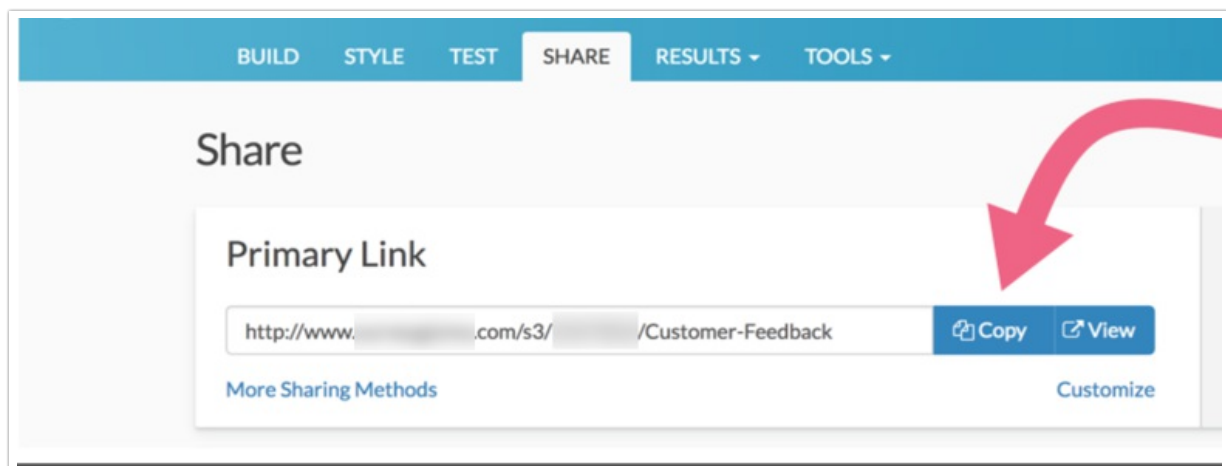 BUILD STYLE TEST SHARE RESULTS TOOLS
Share
Primary Link
http://www. .com/s3/ /Customer-Feedback Copy View
More Sharing Methods Customize